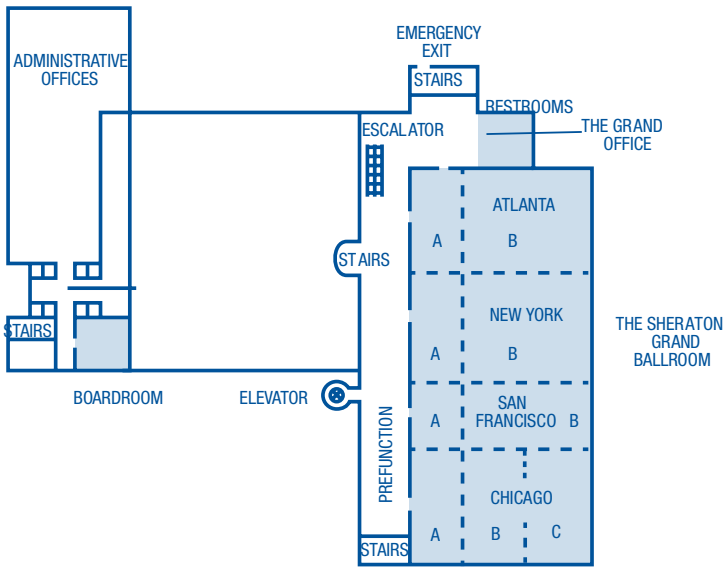 ADMINISTRATIVE
OFFICES
EMERGENCY
EXIT
STAIRS
RESTROOMS
ESCALATOR
THE GRAND
OFFICE
ATLANTA
A
B
STAIRS
NEW YORK
A
B
THE SHERATON
GRAND
BALLROOM
STAIRS
BOARDROOM
ELEVATOR
PREFUNCTION
SAN
FRANCISCO
A
B
CHICAGO
A
B
C
STAIRS